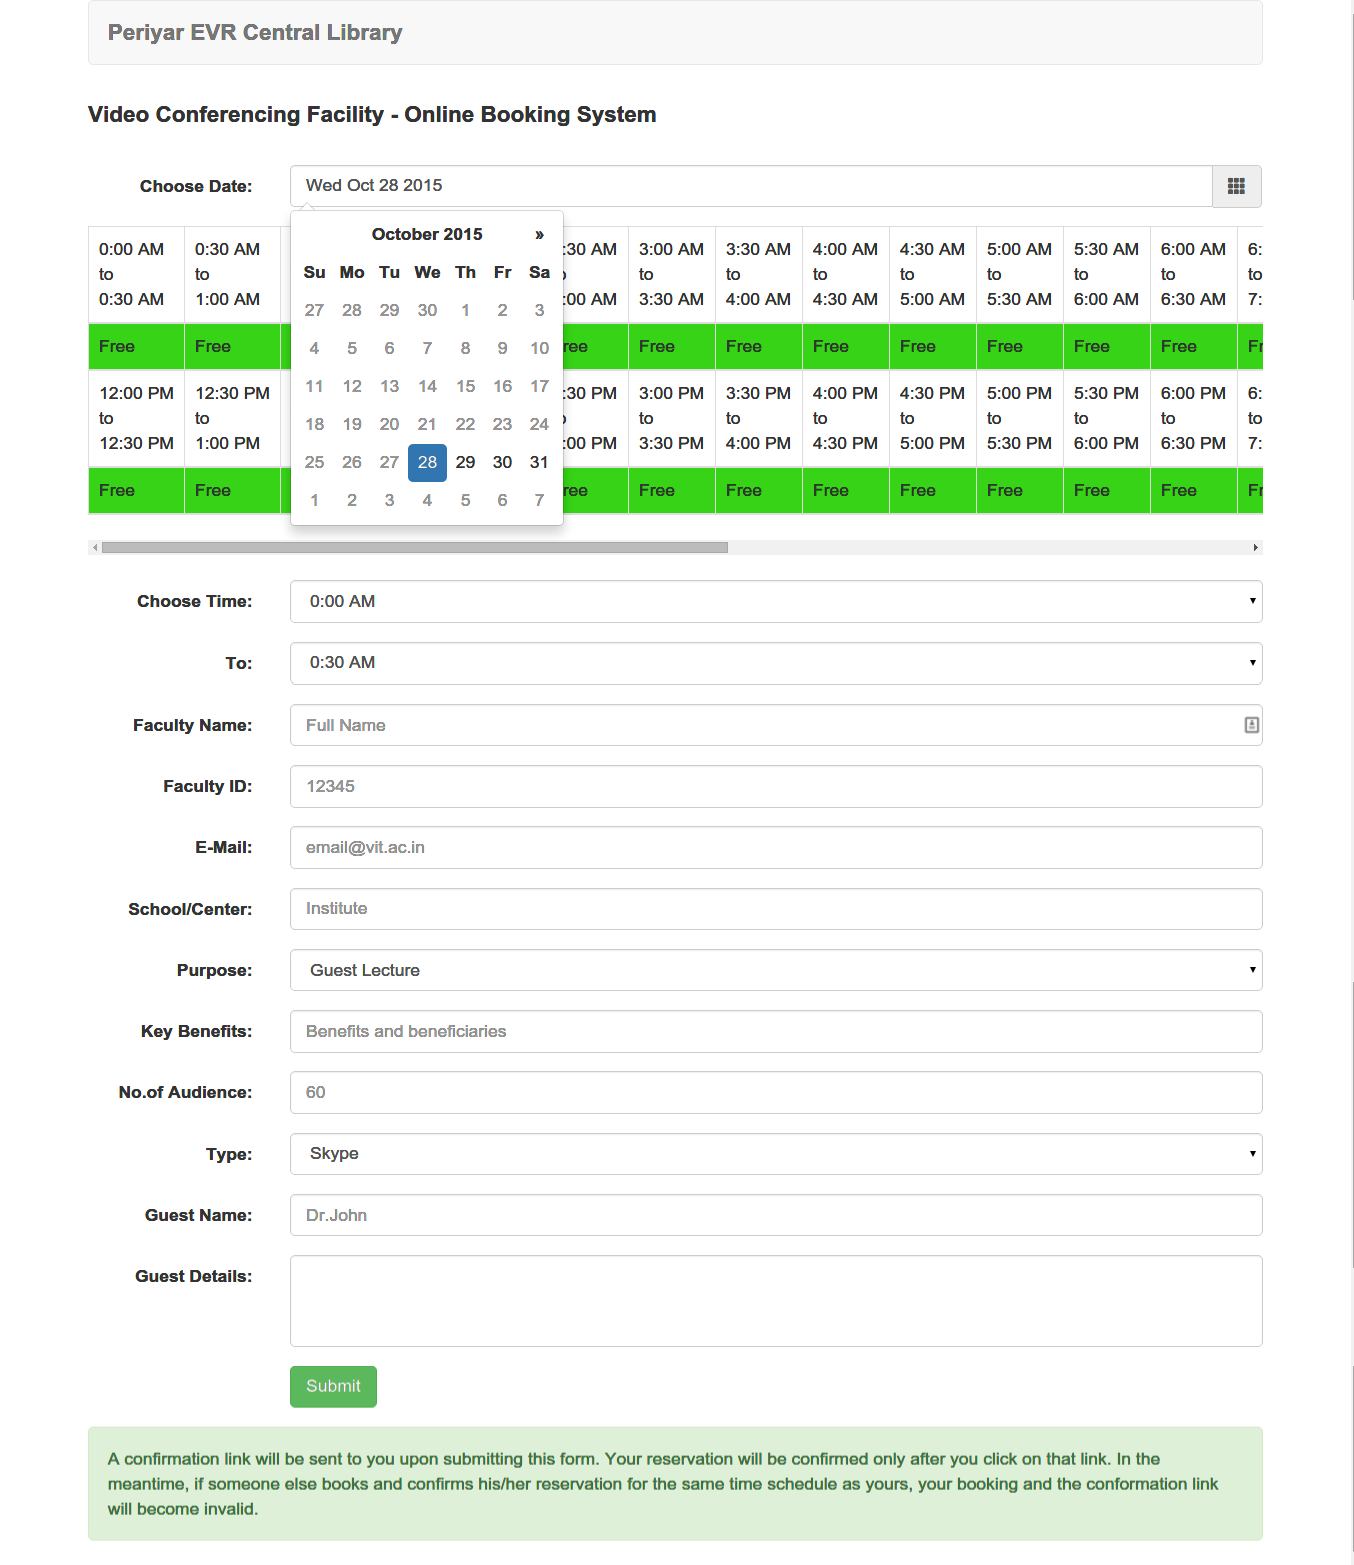 Periyar EVR Central Library
Video Conferencing Facility - Online Booking System
Choose Date: Wed Oct 28 2015
October 2015 »
Su Mo Tu We Th Fr Sa
27 28 29 30 1 2 3
4 5 6 7 8 9 10
11 12 13 14 15 16 17
18 19 20 21 22 23 24
25 26 27 28 29 30 31
1 2 3 4 5 6 7
0:00 AM 0:30 AM :30 AM 3:00 AM 3:30 AM 4:00 AM 4:30 AM 5:00 AM 5:30 AM 6:00 AM 6:
to to to to to to to to to to
0:30 AM 1:00 AM :00 AM 3:30 AM 4:00 AM 4:30 AM 5:00 AM 5:30 AM 6:00 AM 6:30 AM 7:
Free Free ree Free Free Free Free Free Free Free Fr
12:00 PM 12:30 PM :30 PM 3:00 PM 3:30 PM 4:00 PM 4:30 PM 5:00 PM 5:30 PM 6:00 PM 6:
to to to to to to to to to to
12:30 PM 1:00 PM :00 PM 3:30 PM 4:00 PM 4:30 PM 5:00 PM 5:30 PM 6:00 PM 6:30 PM 7:
Free Free ree Free Free Free Free Free Free Free Fr
Choose Time: 0:00 AM
To: 0:30 AM
Faculty Name: Full Name
Faculty ID: 12345
E-Mail: email@vit.ac.in
School/Center: Institute
Purpose: Guest Lecture
Key Benefits: Benefits and beneficiaries
No.of Audience: 60
Type: Skype
Guest Name: Dr.John
Guest Details:
Submit
A confirmation link will be sent to you upon submitting this form. Your reservation will be confirmed only after you click on that link. In the
meantime, if someone else books and confirms his/her reservation for the same time schedule as yours, your booking and the conformation link
will become invalid.